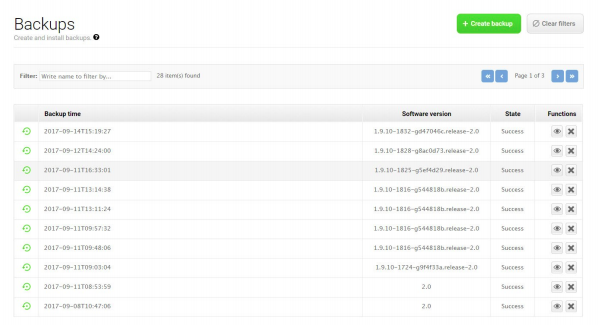 Backups
Create and install backups. ?
+ Create backup
Clear filters
Filter: Write name to filter by... 28 item(s) found
« ‹ Page 1 of 3 › »
Backup time Software version State Functions
2017-09-14T15:19:27 1.9.10-1832-gd47046c.release-2.0 Success
2017-09-12T14:24:00 1.9.10-1828-g8ac0d73.release-2.0 Success
2017-09-11T16:33:01 1.9.10-1825-g5ef4d29.release-2.0 Success
2017-09-11T13:14:38 1.9.10-1816-g544818b.release-2.0 Success
2017-09-11T13:11:24 1.9.10-1816-g544818b.release-2.0 Success
2017-09-11T09:57:32 1.9.10-1816-g544818b.release-2.0 Success
2017-09-11T09:48:06 1.9.10-1816-g544818b.release-2.0 Success
2017-09-11T09:03:04 1.9.10-1724-g9f4f33a.release-2.0 Success
2017-09-11T08:53:59 2.0 Success
2017-09-08T10:47:06 2.0 Success